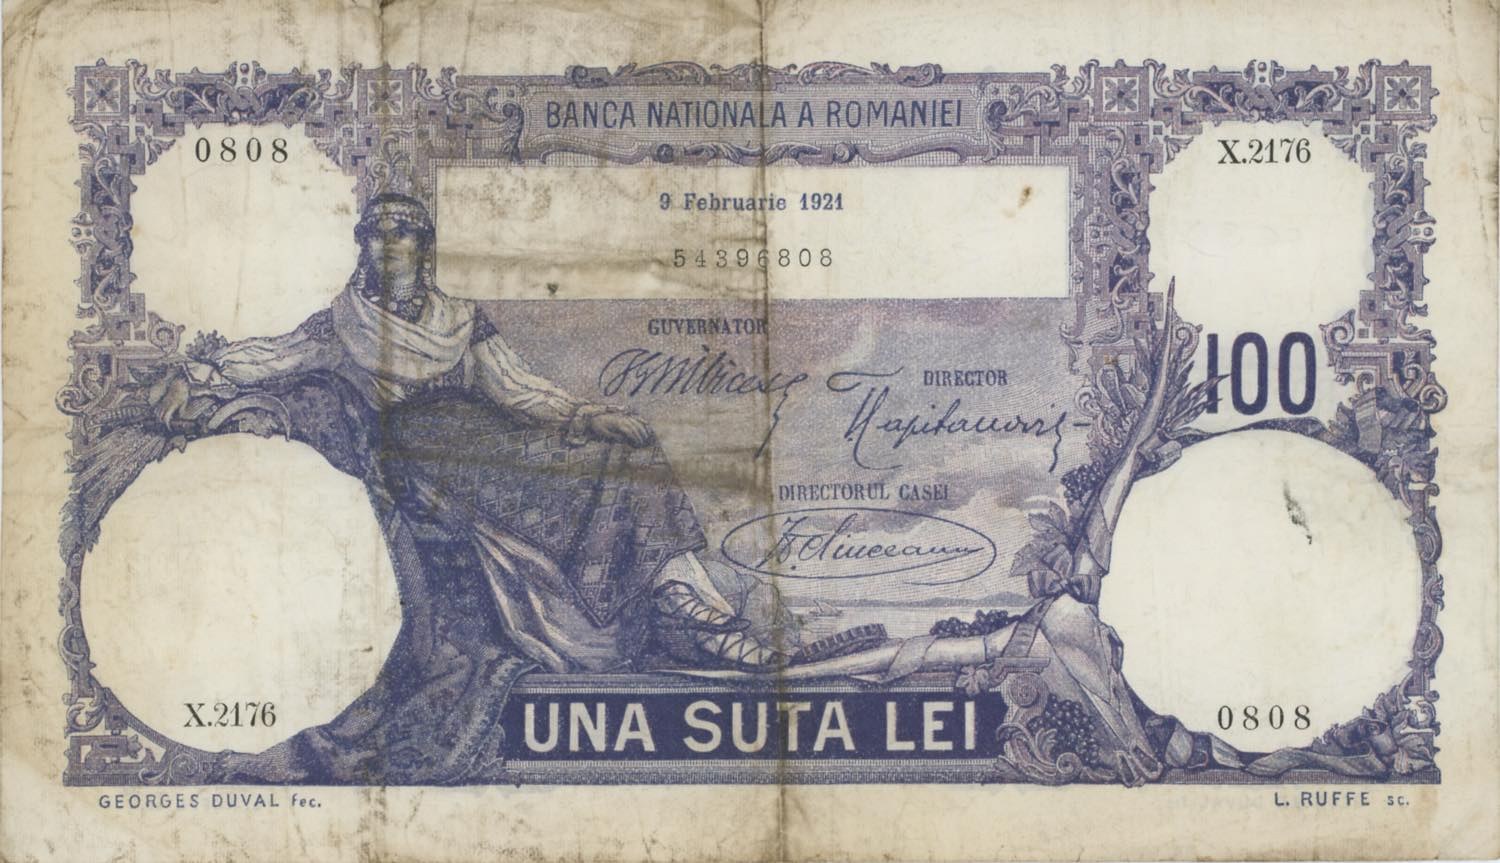 BANCA NATIONALA A ROMANIEI
0808
X.2176
9 Februarie 1921
54396808
GUVERNATOR
DIRECTOR
100
DIRECTORUL CASEI
X.2176
0808
UNA SUTA LEI
GEORGES DUVAL fec.
L. RUFFE sc.